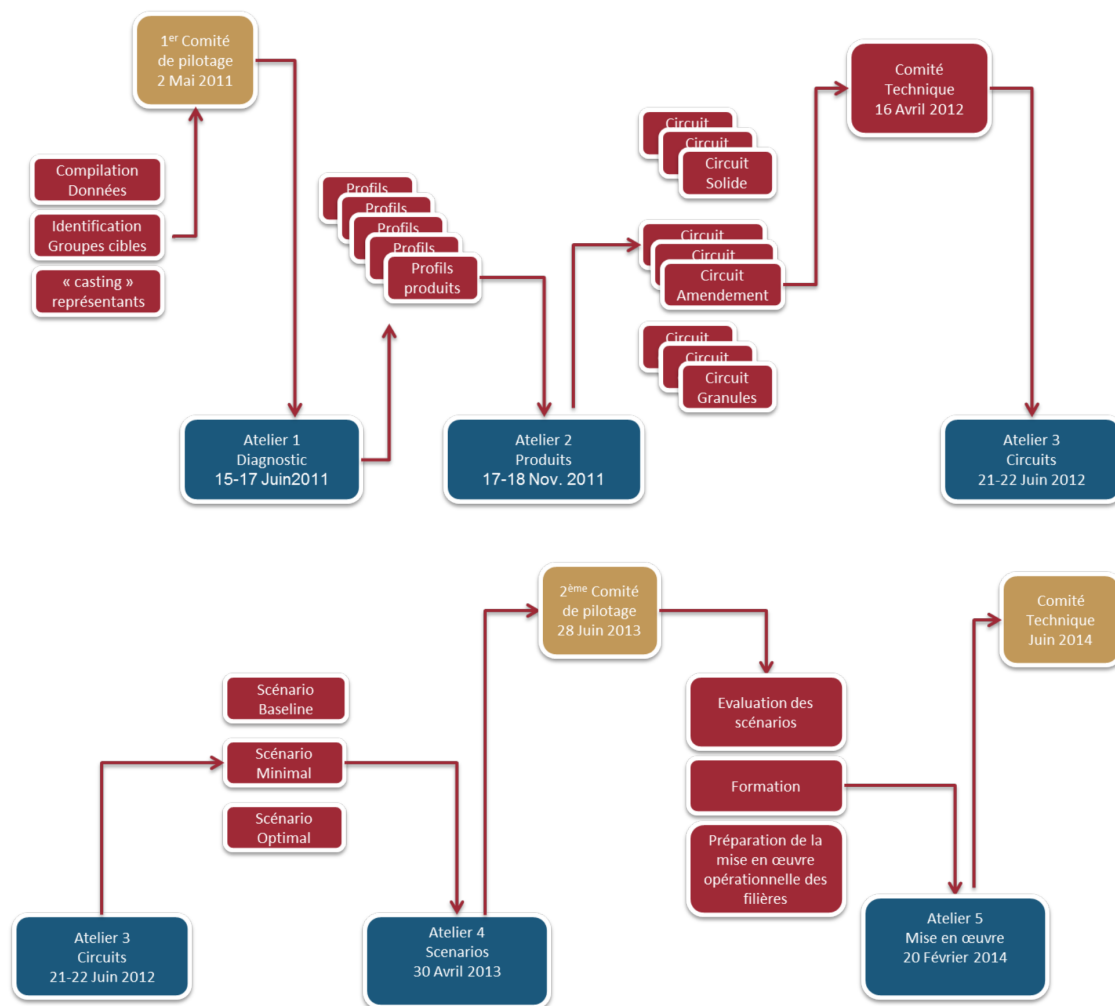 1er Comité
de pilotage
2 Mai 2011
Compilation
Données
Identification
Groupes cibles
« casting »
représentants
Profils
Profils
Profils
Profils
Profils
produits
Circuit
Circuit
Circuit
Solide
Circuit
Circuit
Circuit
Amendement
Circuit
Circuit
Circuit
Granules
Comité
Technique
16 Avril 2012
Atelier 1
Diagnostic
15-17 Juin2011
Atelier 2
Produits
17-18 Nov. 2011
Atelier 3
Circuits
21-22 Juin 2012
2ème Comité
de pilotage
28 Juin 2013
Comité
Technique
Juin 2014
Scénario
Baseline
Scénario
Minimal
Scénario
Optimal
Evaluation des
scénarios
Formation
Préparation de la
mise en œuvre
opérationnelle des
filières
Atelier 3
Circuits
21-22 Juin 2012
Atelier 4
Scenarios
30 Avril 2013
Atelier 5
Mise en œuvre
20 Février 2014